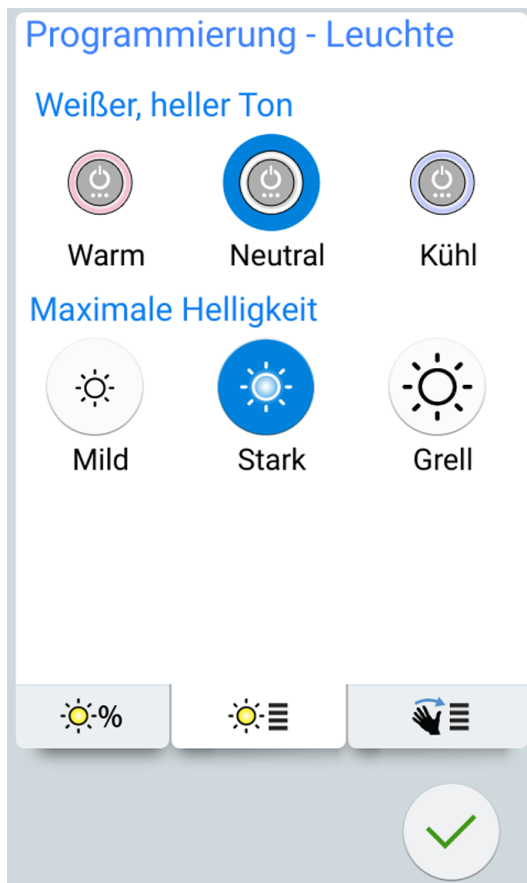 Programmierung - Leuchte
Weißer, heller Ton
Warm Neutral Kühl
Maximale Helligkeit
Mild Stark Grell
%